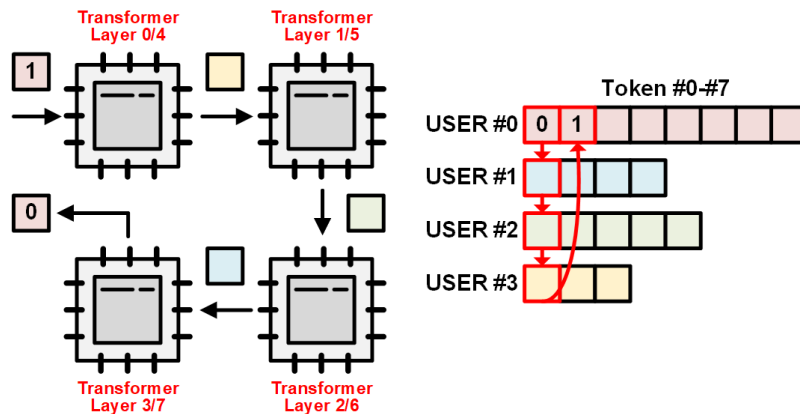 Transformer
Layer 0/4
Transformer
Layer 1/5
1
0
Transformer
Layer 3/7
Transformer
Layer 2/6
Token #0-#7
USER #0
0
1
USER #1
USER #2
USER #3